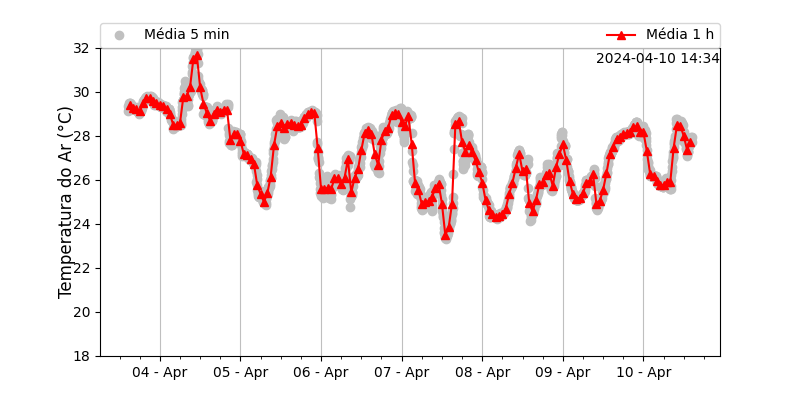 Média 5 min
Média 1 h
2024-04-10 14:34
Temperatura do Ar (°C)
32
30
28
26
24
22
20
18
04 - Apr
05 - Apr
06 - Apr
07 - Apr
08 - Apr
09 - Apr
10 - Apr